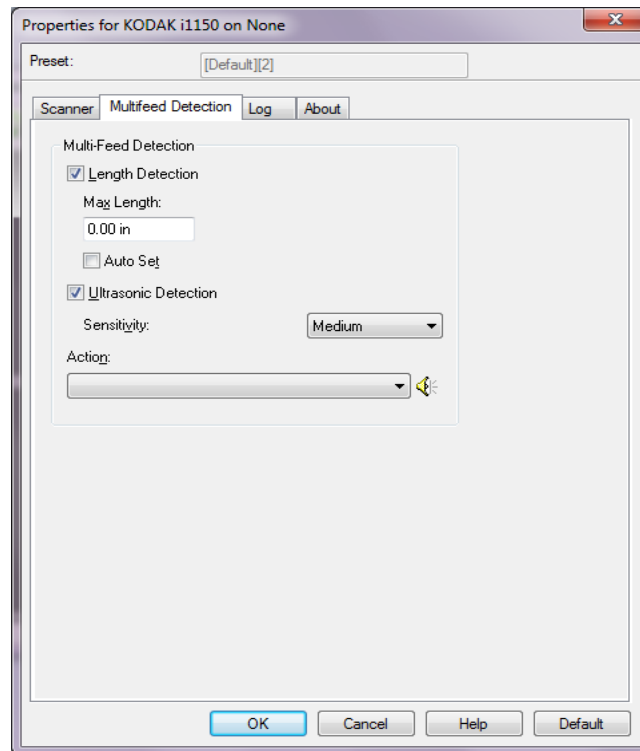 Properties for KODAK i1150 on None
Preset: [Default][2]
Scanner Multifeed Detection Log About
Multi-Feed Detection
Length Detection
Max Length:
0.00 in
Auto Set
Ultrasonic Detection
Sensitivity: Medium
Action:
OK Cancel Help Default